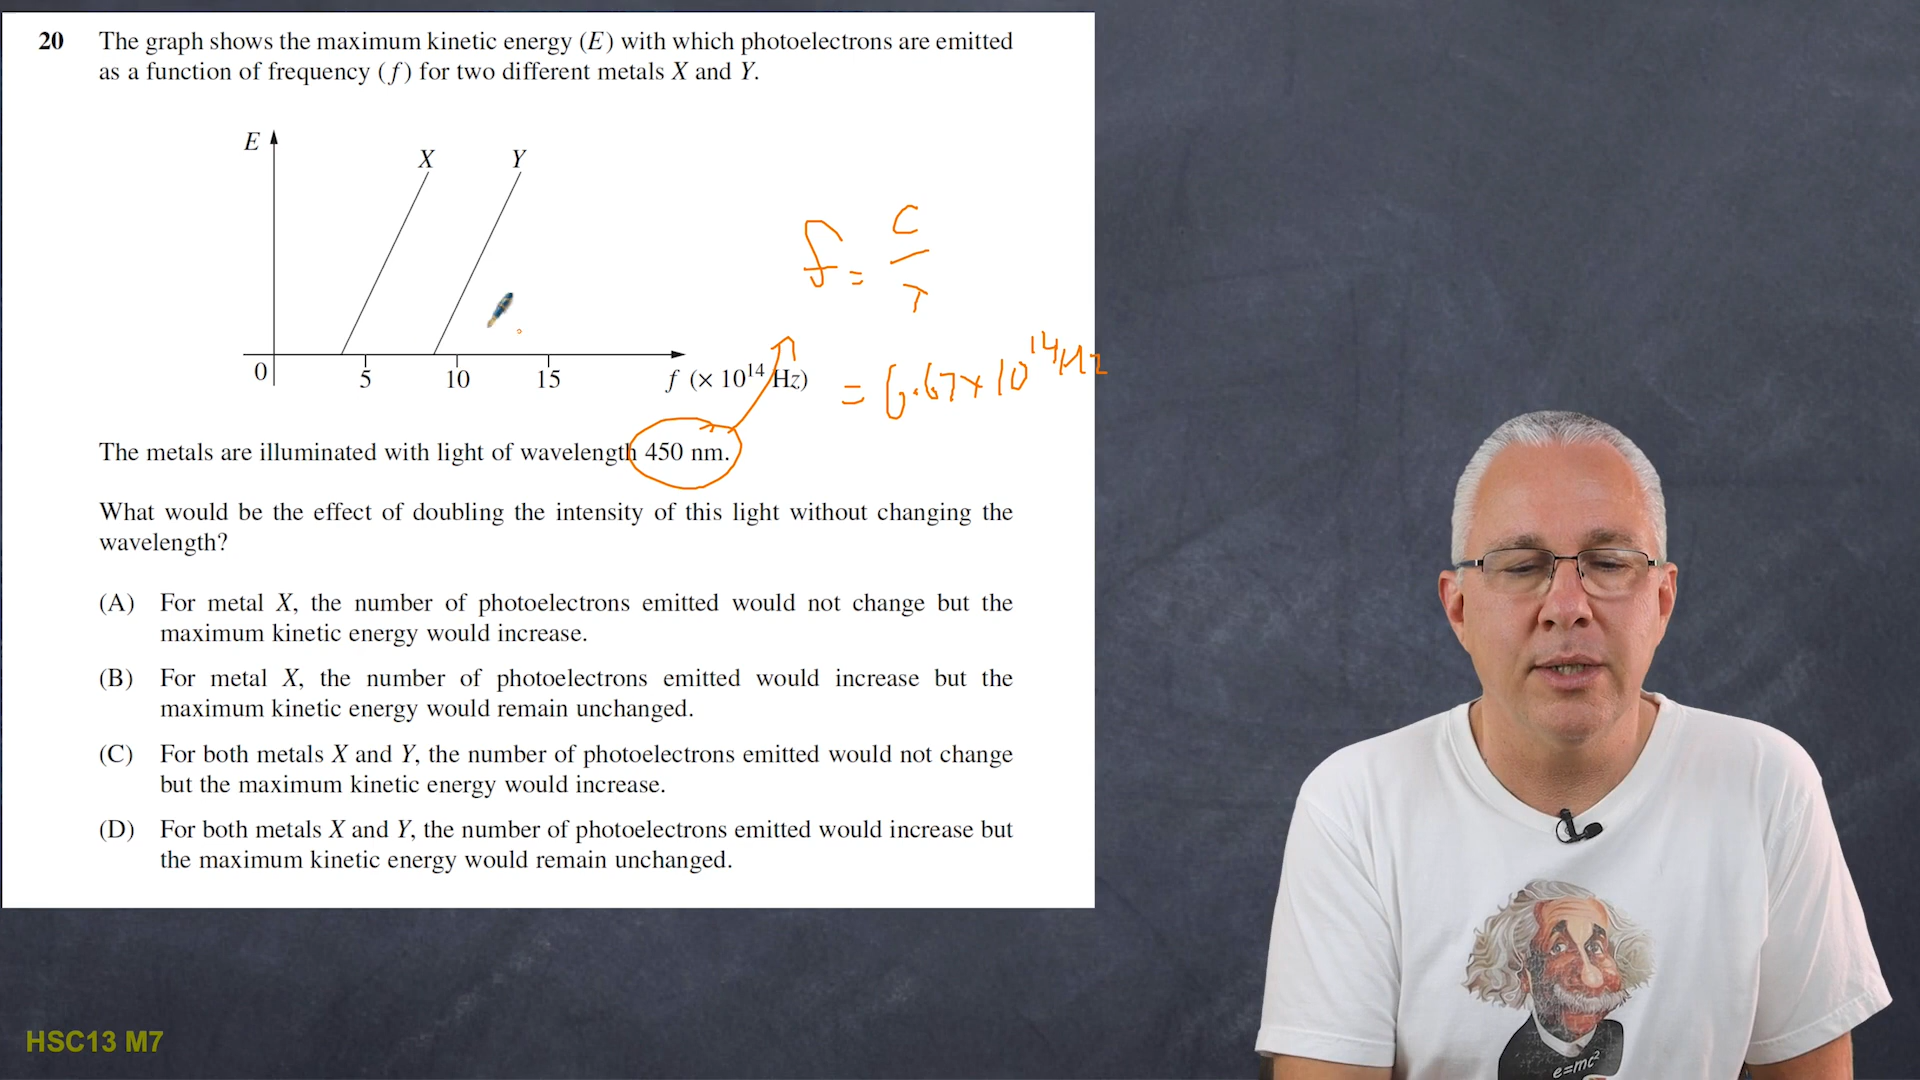 20 The graph shows the maximum kinetic energy (E) with which photoelectrons are emitted
as a function of frequency (f) for two different metals X and Y.
E
X
Y
0
5
10
15
f (× 10¹⁴ Hz)
f = c
λ
= 6.67 x 10¹⁴ Hz
The metals are illuminated with light of wavelength 450 nm.
What would be the effect of doubling the intensity of this light without changing the
wavelength?
(A) For metal X, the number of photoelectrons emitted would not change but the
maximum kinetic energy would increase.
(B) For metal X, the number of photoelectrons emitted would increase but the
maximum kinetic energy would remain unchanged.
(C) For both metals X and Y, the number of photoelectrons emitted would not change
but the maximum kinetic energy would increase.
(D) For both metals X and Y, the number of photoelectrons emitted would increase but
the maximum kinetic energy would remain unchanged.
e=mc²
HSC13 M7